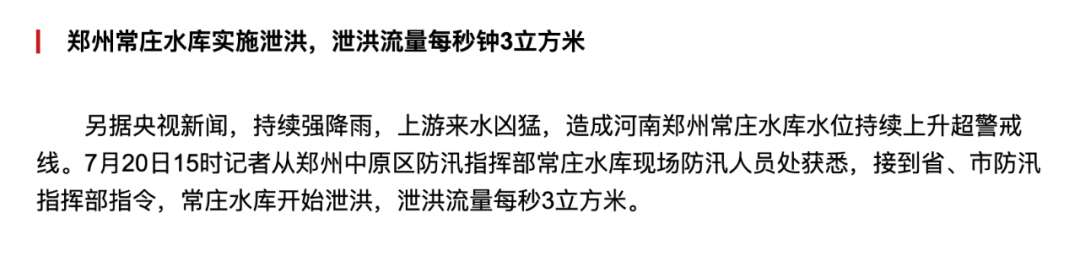 郑州常庄水库实施泄洪，泄洪流量每秒钟3立方米
另据央视新闻，持续强降雨，上游来水凶猛，造成河南郑州常庄水库水位持续上升超警戒
线。7月20日15时记者从郑州中原区防汛指挥部常庄水库现场防汛人员处获悉，接到省、市防汛
指挥部指令，常庄水库开始泄洪，泄洪流量每秒3立方米。